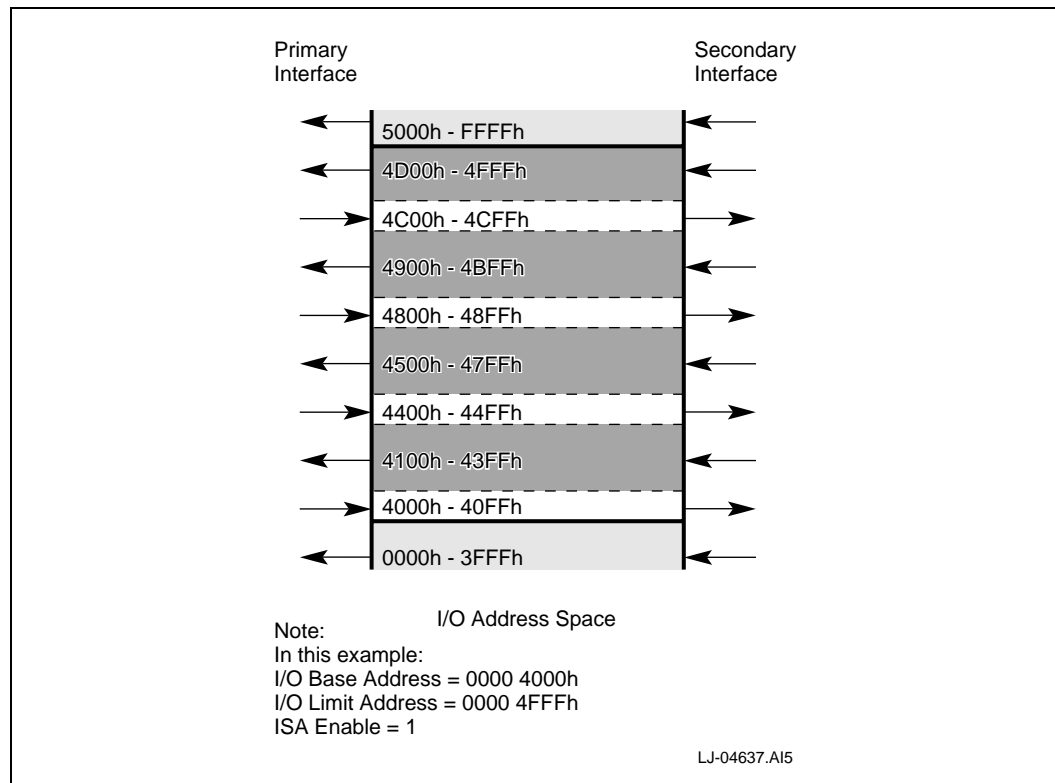 Primary
Interface
Secondary
Interface
5000h - FFFFh
4D00h - 4FFFh
4C00h - 4CFFh
4900h - 4BFFh
4800h - 48FFh
4500h - 47FFh
4400h - 44FFh
4100h - 43FFh
4000h - 40FFh
0000h - 3FFFh
I/O Address Space
Note:
In this example:
I/O Base Address = 0000 4000h
I/O Limit Address = 0000 4FFFh
ISA Enable = 1
LJ-04637.AI5